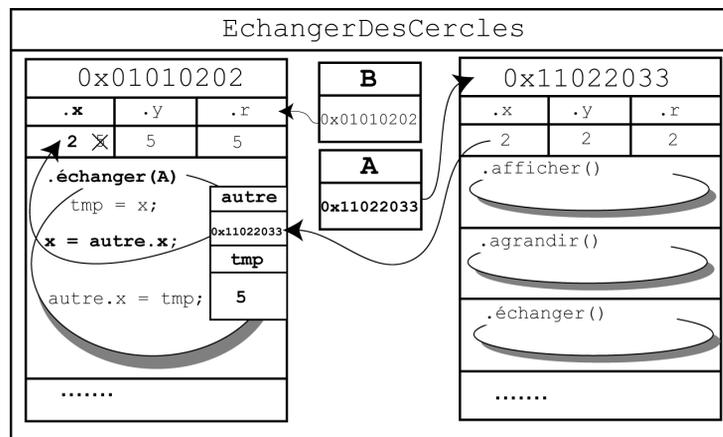 EchangerDesCercles
0x01010202
.x .y .r
2 5 5 5
.échanger(A)
tmp = x;
x = autre.x;
autre.x = tmp;
.......
autre
0x11022033
tmp
5
B
0x01010202
A
0x11022033
0x11022033
.x .y .r
2 2 2
.afficher()
.agrandir()
.échanger()
.......